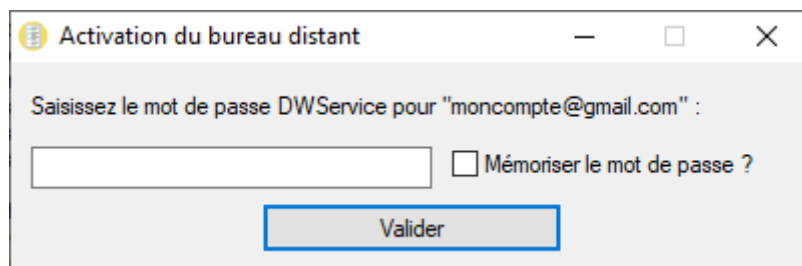 Activation du bureau distant
Saisissez le mot de passe DWService pour "moncompte@gmail.com" :
Mémoriser le mot de passe ?
Valider